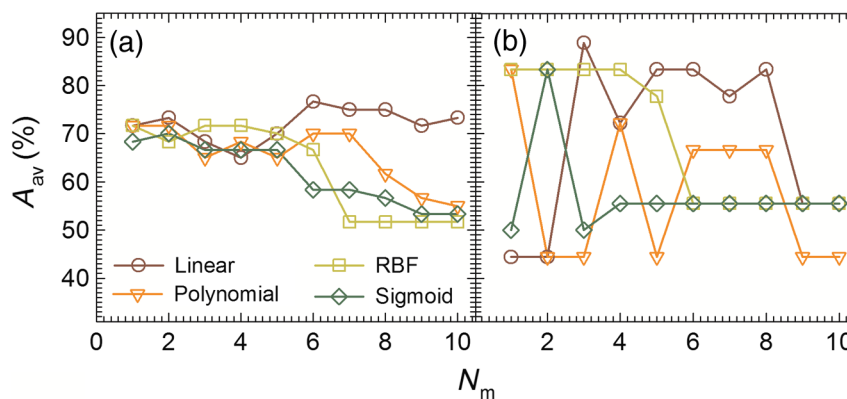 90
80
70
60
50
40
A_av (%)
(a)
(b)
Linear
RBF
Polynomial
Sigmoid
0 2 4 6 8 10
2 4 6 8 10
N_m